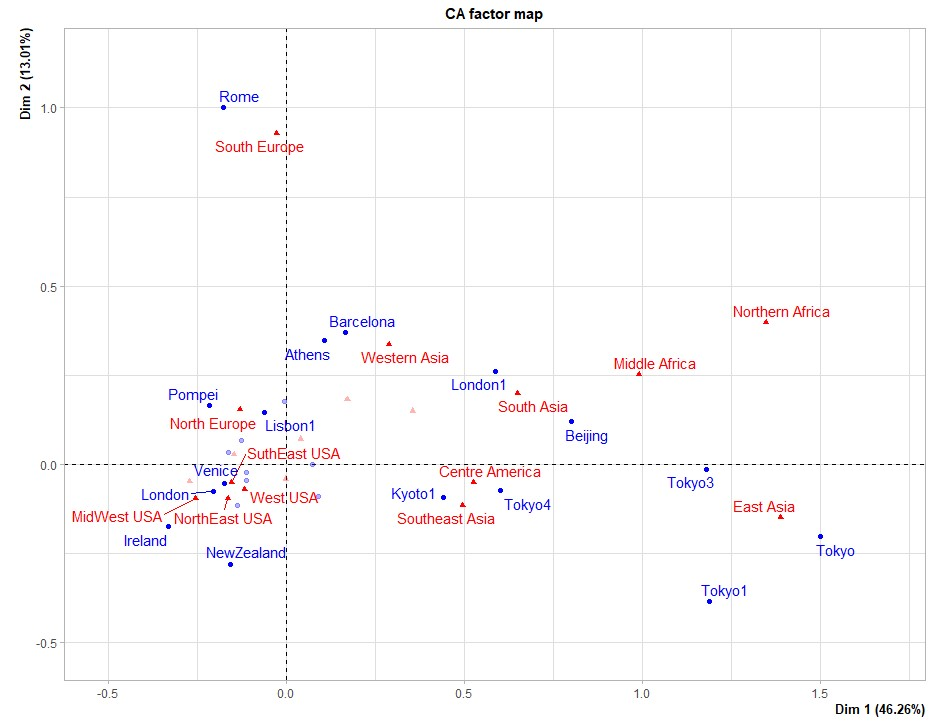 CA factor map
Dim 2 (13.01%)
Rome
1.0
South Europe
0.5
Northern Africa
Barcelona
Athens
Western Asia
Middle Africa
London1
Pompei
South Asia
North Europe
Lisbon1
Beijing
SuthEast USA
0.0
Venice
Centre America
Tokyo3
London
West USA
Kyoto1
Tokyo4
MidWest USA
NorthEast USA
Southeast Asia
East Asia
Ireland
NewZealand
Tokyo
Tokyo1
-0.5
-0.5
0.0
0.5
1.0
1.5
Dim 1 (46.26%)